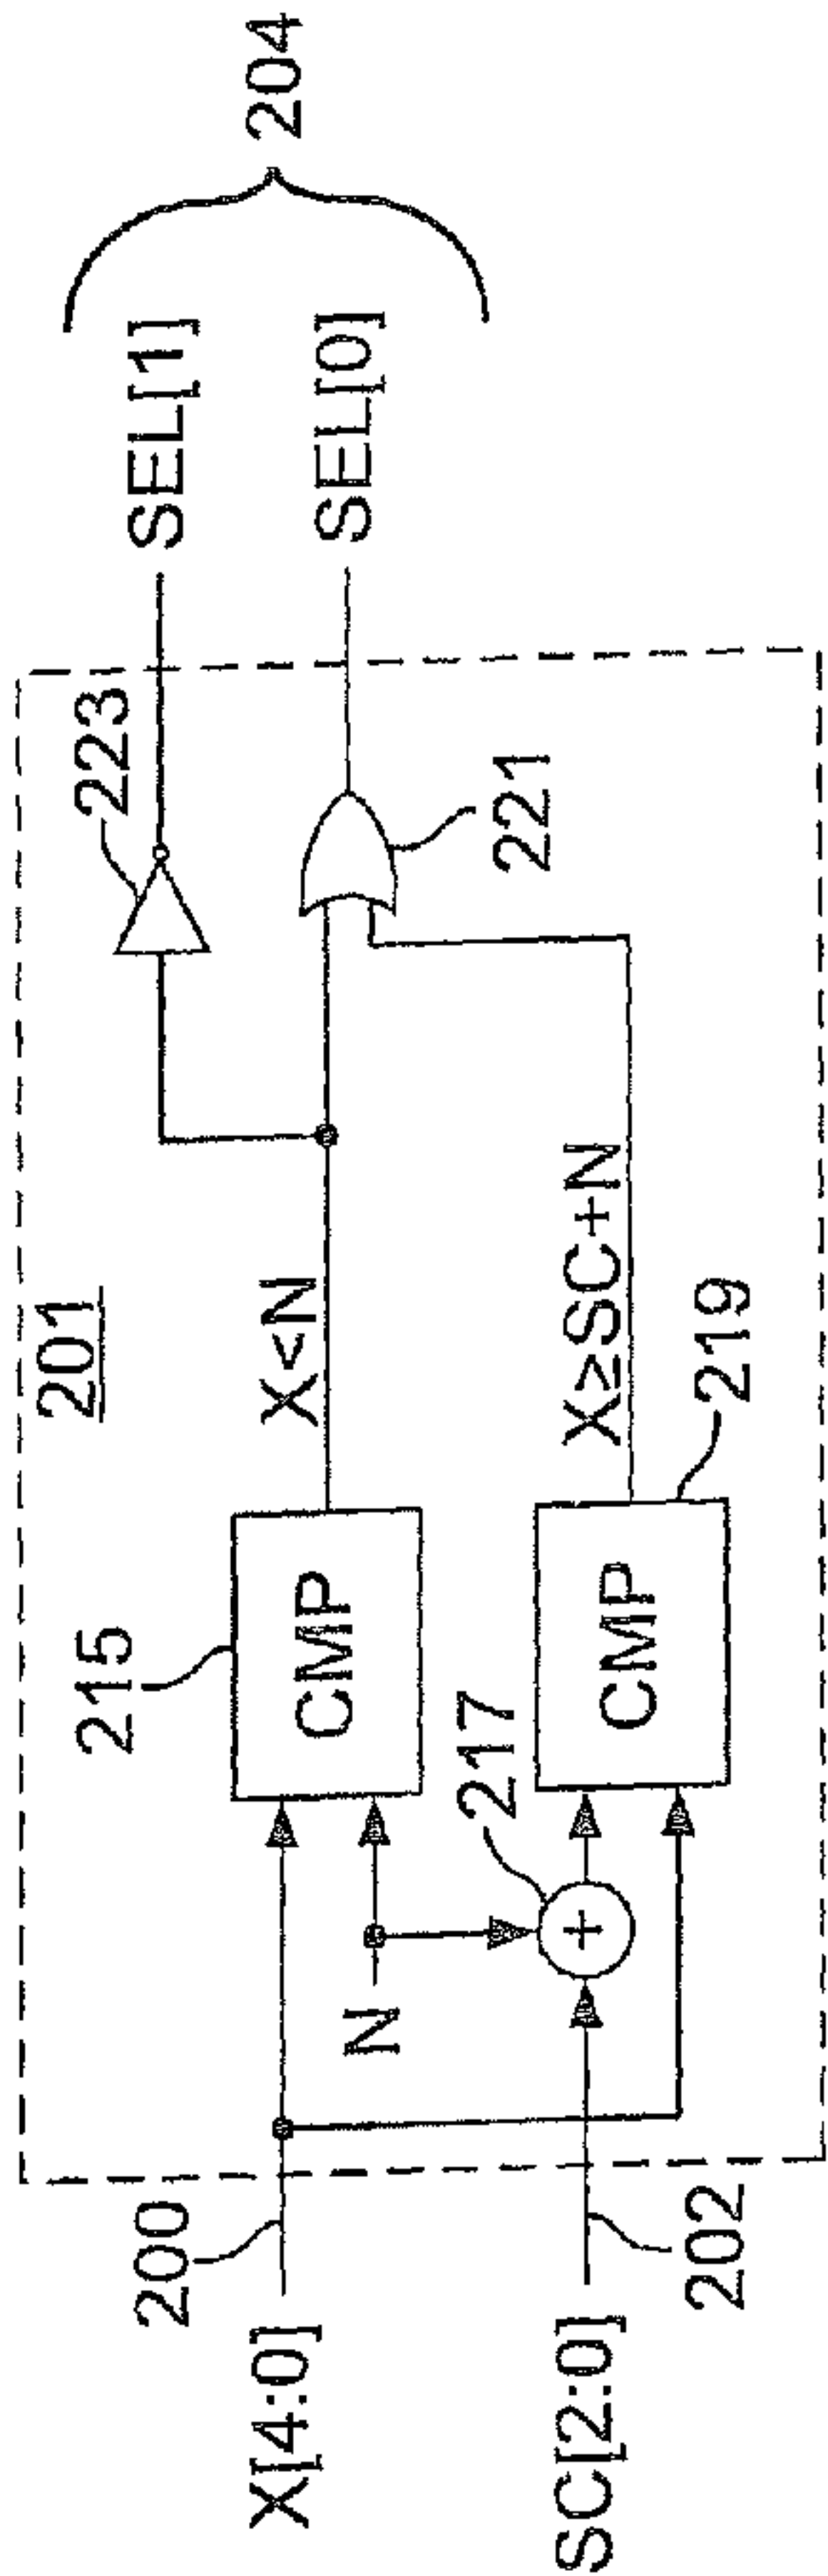 201
223
SEL[1]
204
215
CMP
X<N
221
SEL[0]
200
X[4:0]
N
217
CMP
X≥SC+N
219
SC[2:0]
202